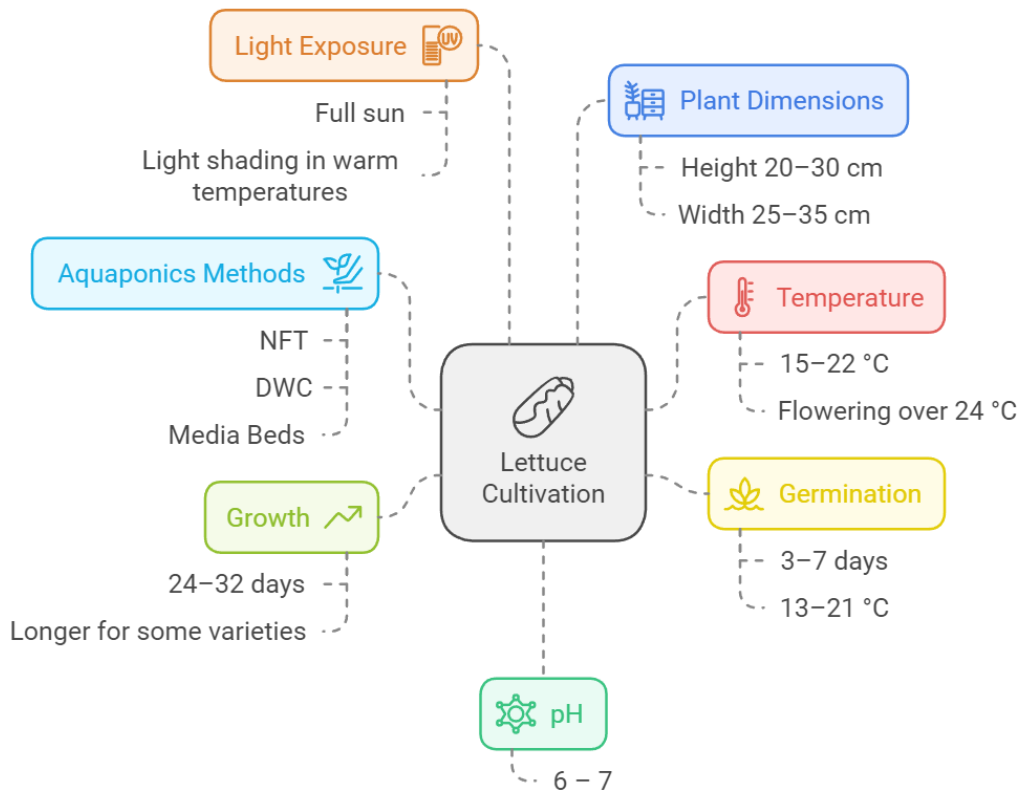 Light Exposure
UV
Full sun
Light shading in warm
temperatures
Plant Dimensions
Height 20–30 cm
Width 25–35 cm
Aquaponics Methods
NFT
DWC
Media Beds
Temperature
15–22 °C
Flowering over 24 °C
Lettuce
Cultivation
Growth
24–32 days
Longer for some varieties
Germination
3–7 days
13–21 °C
pH
6 – 7